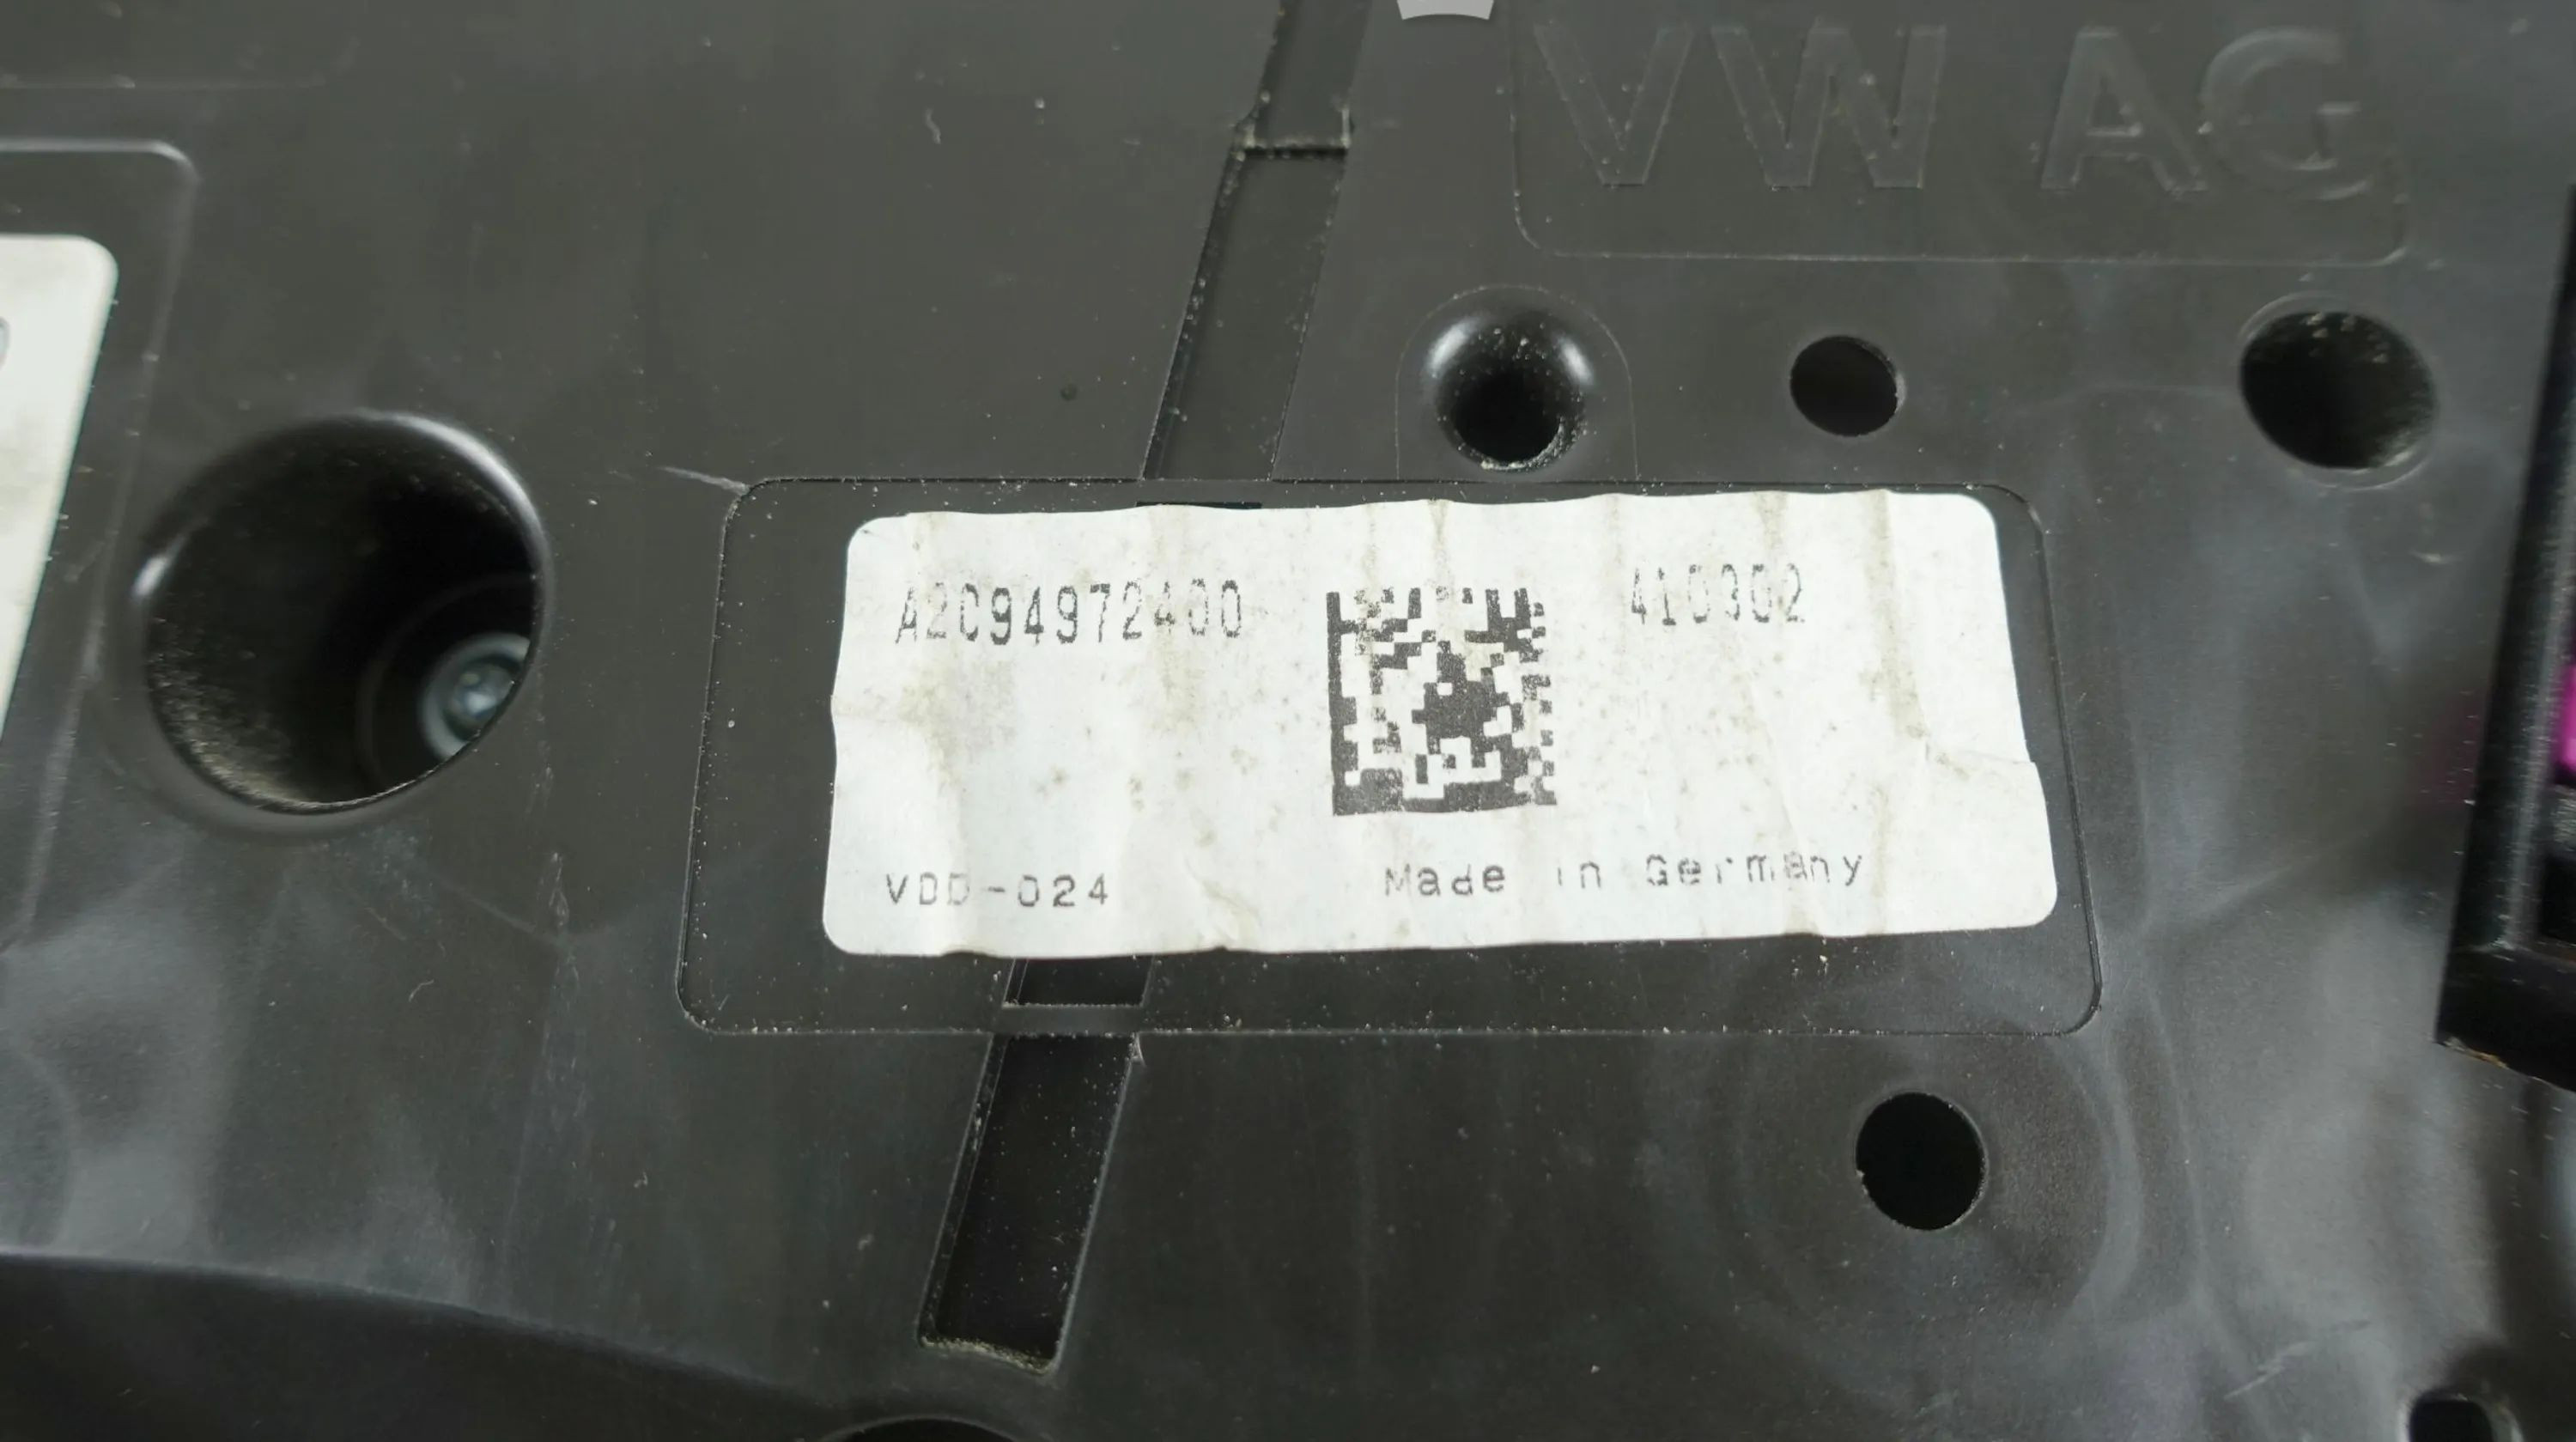 VW AG
A2C94972400
410302
VDD-024
Made in Germany